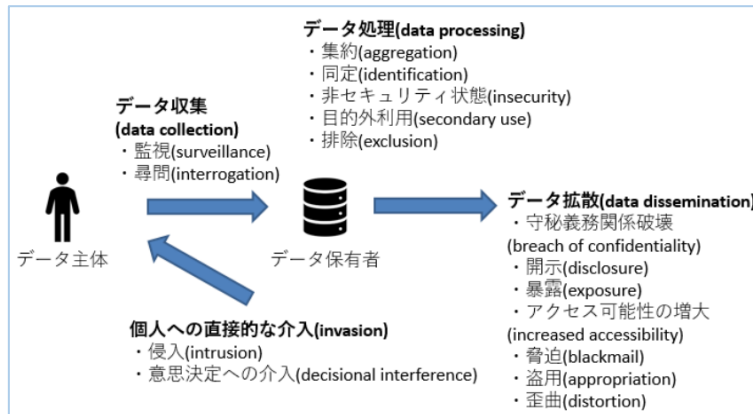 データ処理(data processing)
・集約(aggregation)
・同定(identification)
・非セキュリティ状態(insecurity)
・目的外利用(secondary use)
・排除(exclusion)
データ収集
(data collection)
・監視(surveillance)
・尋問(interrogation)
データ主体
データ保有者
データ拡散(data dissemination)
・守秘義務関係破壊
(breach of confidentiality)
・開示(disclosure)
・暴露(exposure)
・アクセス可能性の増大
(increased accessibility)
・脅迫(blackmail)
・盗用(appropriation)
・歪曲(distortion)
個人への直接的な介入(invasion)
・侵入(intrusion)
・意思決定への介入(decisional interference)